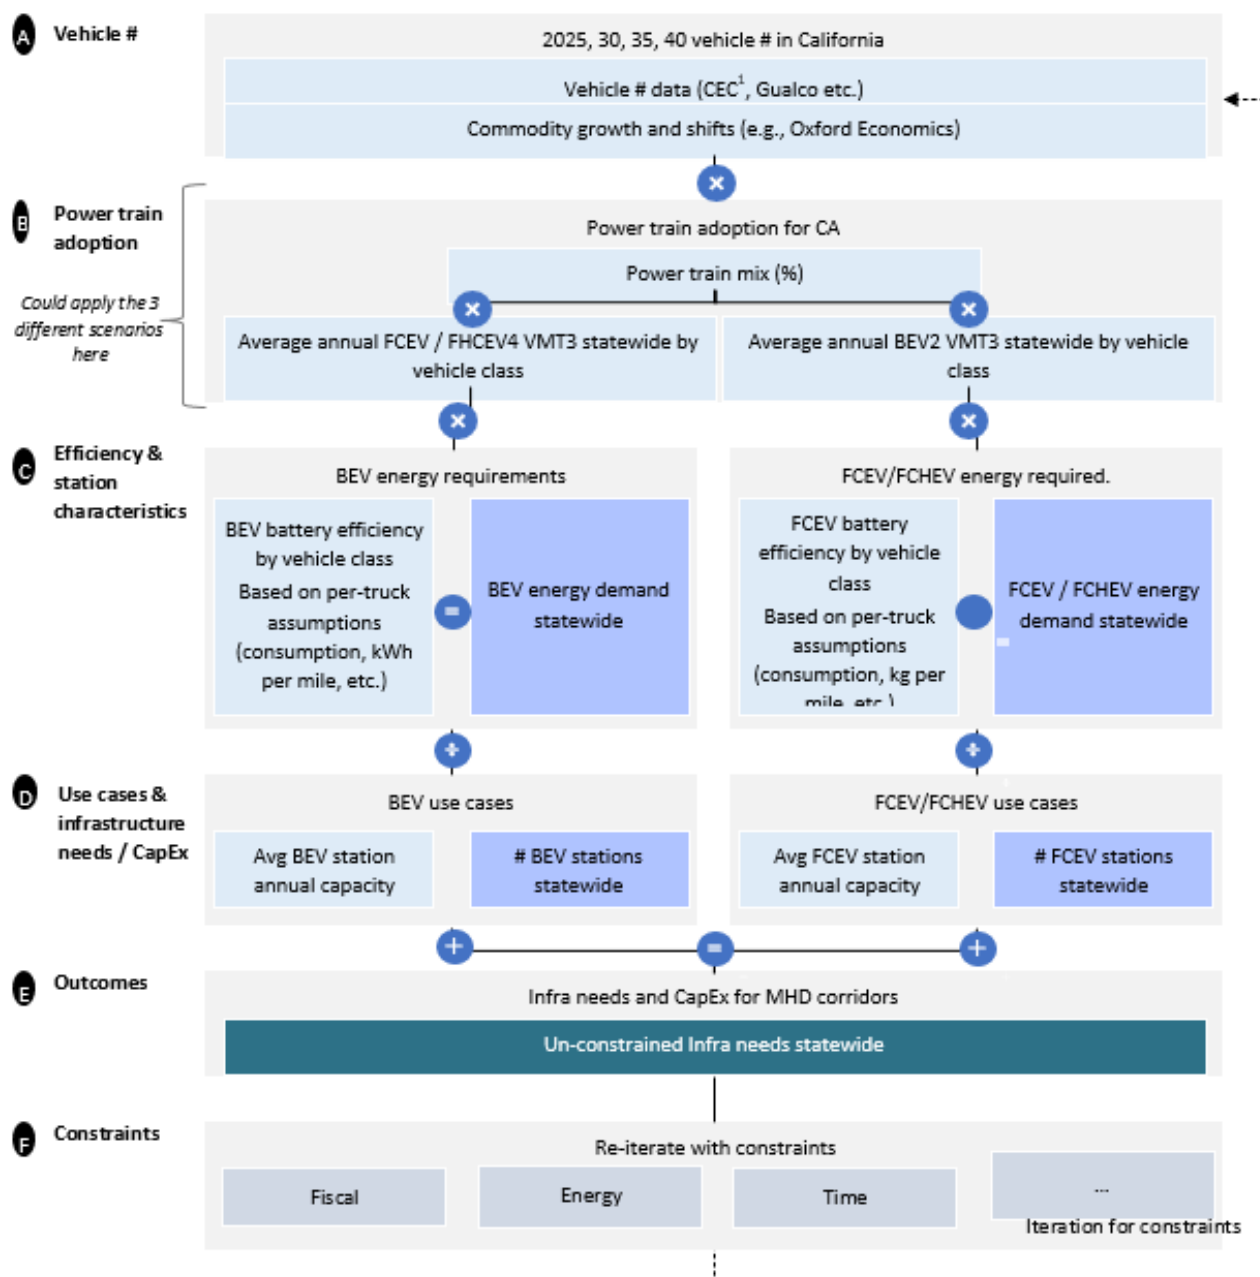 A Vehicle #
2025, 30, 35, 40 vehicle # in California
Vehicle # data (CEC1, Gualco etc.)
Commodity growth and shifts (e.g., Oxford Economics)
×
B Power train
adoption
Could apply the 3
different scenarios
here
Power train adoption for CA
Power train mix (%)
× ×
Average annual FCEV / FHCEV4 VMT3 statewide by
vehicle class
Average annual BEV2 VMT3 statewide by vehicle
class
× ×
C Efficiency &
station
characteristics
BEV energy requirements
BEV battery efficiency
by vehicle class
Based on per-truck
assumptions
(consumption, kWh
per mile, etc.)
=
BEV energy demand
statewide
FCEV/FCHEV energy required.
FCEV battery
efficiency by vehicle
class
Based on per-truck
assumptions
(consumption, kg per
mile, etc.)
=
FCEV / FCHEV energy
demand statewide
÷ ÷
D Use cases &
infrastructure
needs / CapEx
BEV use cases
Avg BEV station
annual capacity
# BEV stations
statewide
FCEV/FCHEV use cases
Avg FCEV station
annual capacity
# FCEV stations
statewide
+ = +
E Outcomes
Infra needs and CapEx for MHD corridors
Un-constrained Infra needs statewide
F Constraints
Re-iterate with constraints
Fiscal
Energy
Time
...
Iteration for constraints